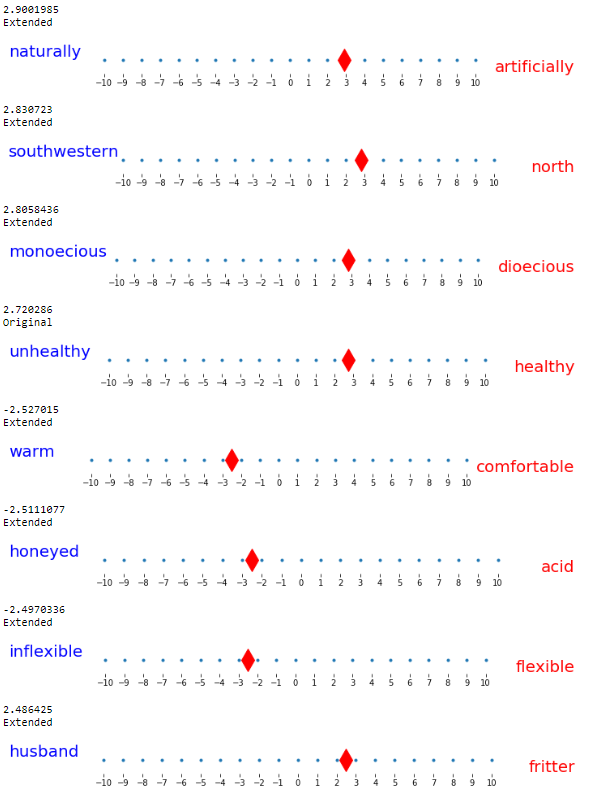 2.9001985
Extended
naturally
artificially
−10 −9 −8 −7 −6 −5 −4 −3 −2 −1 0 1 2 3 4 5 6 7 8 9 10
2.830723
Extended
southwestern
north
−10 −9 −8 −7 −6 −5 −4 −3 −2 −1 0 1 2 3 4 5 6 7 8 9 10
2.8058436
Extended
monoecious
dioecious
−10 −9 −8 −7 −6 −5 −4 −3 −2 −1 0 1 2 3 4 5 6 7 8 9 10
2.720286
Original
unhealthy
healthy
−10 −9 −8 −7 −6 −5 −4 −3 −2 −1 0 1 2 3 4 5 6 7 8 9 10
-2.527015
Extended
warm
comfortable
−10 −9 −8 −7 −6 −5 −4 −3 −2 −1 0 1 2 3 4 5 6 7 8 9 10
-2.5111077
Extended
honeyed
acid
−10 −9 −8 −7 −6 −5 −4 −3 −2 −1 0 1 2 3 4 5 6 7 8 9 10
-2.4970336
Extended
inflexible
flexible
−10 −9 −8 −7 −6 −5 −4 −3 −2 −1 0 1 2 3 4 5 6 7 8 9 10
2.486425
Extended
husband
fritter
−10 −9 −8 −7 −6 −5 −4 −3 −2 −1 0 1 2 3 4 5 6 7 8 9 10